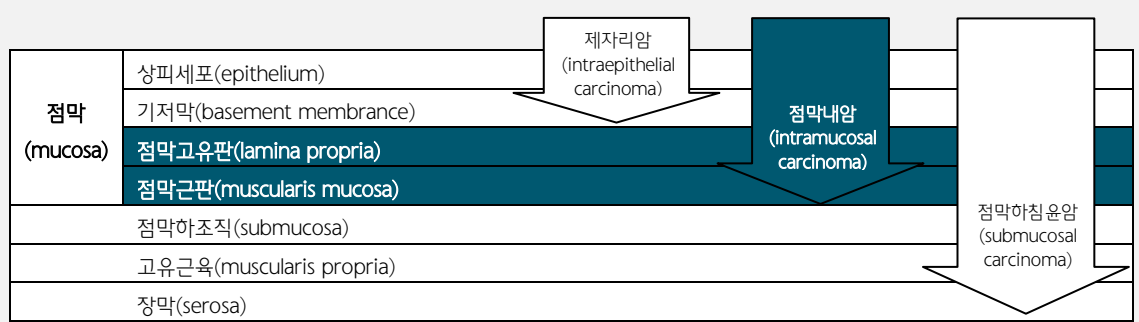 제자리암
(intraepithelial
carcinoma)
점막내암
(intramucosal
carcinoma)
점막하침윤암
(submucosal
carcinoma)
점막
(mucosa)
상피세포(epithelium)
기저막(basement membrance)
점막고유판(lamina propria)
점막근판(muscularis mucosa)
점막하조직(submucosa)
고유근육(muscularis propria)
장막(serosa)